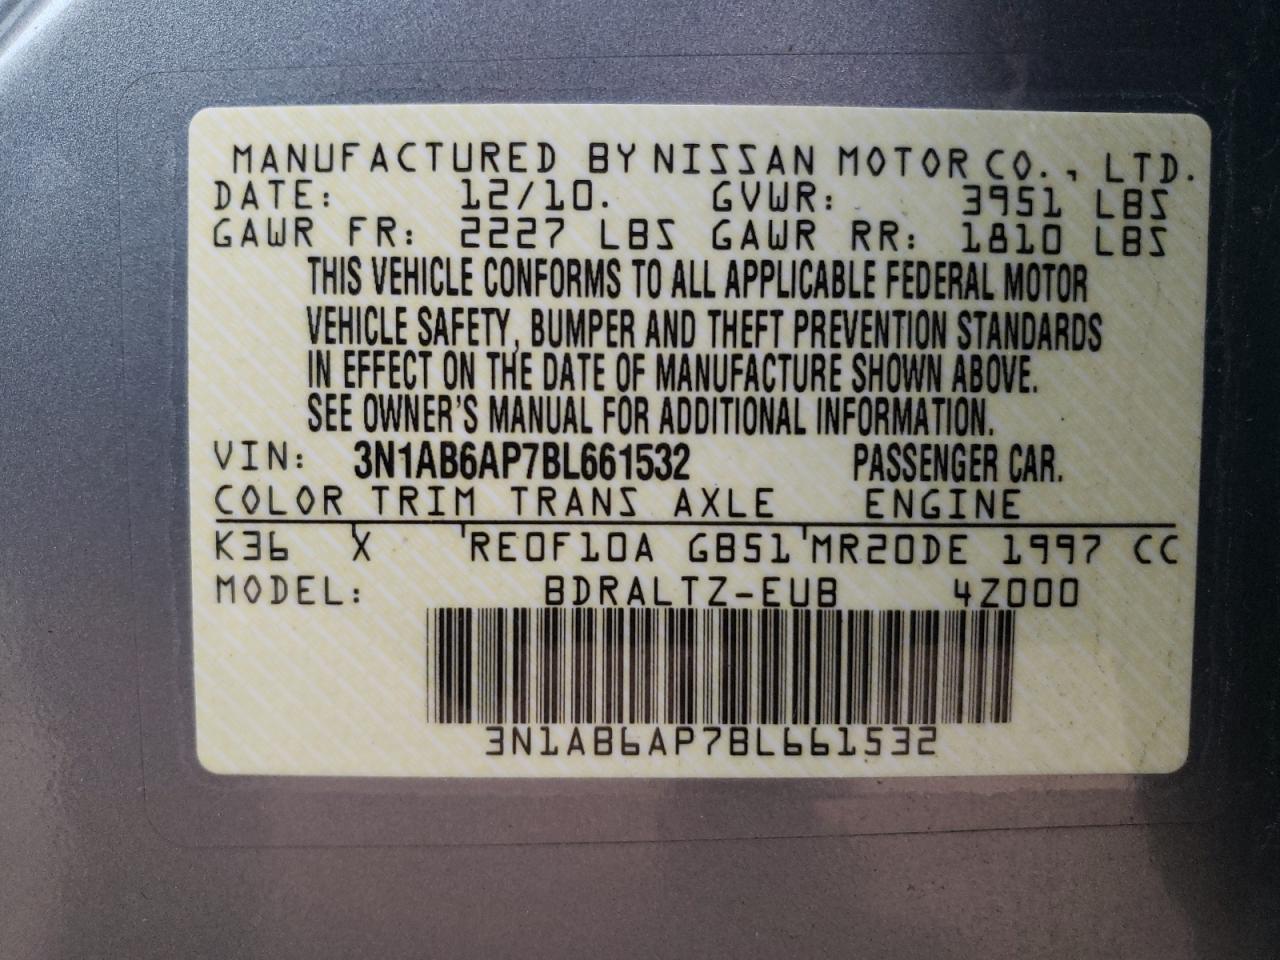 MANUFACTURED BY NISSAN MOTOR CO., LTD.
DATE: 12/10. GVWR: 3951 LBS
GAWR FR: 2227 LBS GAWR RR: 1810 LBS
THIS VEHICLE CONFORMS TO ALL APPLICABLE FEDERAL MOTOR
VEHICLE SAFETY, BUMPER AND THEFT PREVENTION STANDARDS
IN EFFECT ON THE DATE OF MANUFACTURE SHOWN ABOVE.
SEE OWNER'S MANUAL FOR ADDITIONAL INFORMATION.
VIN: 3N1AB6AP7BL661532 PASSENGER CAR.
COLOR TRIM TRANS AXLE ENGINE
K36 X RE0F10A GB51 MR20DE 1997 CC
MODEL: BDRALTZ-EUB 4Z000
3N1AB6AP7BL661532